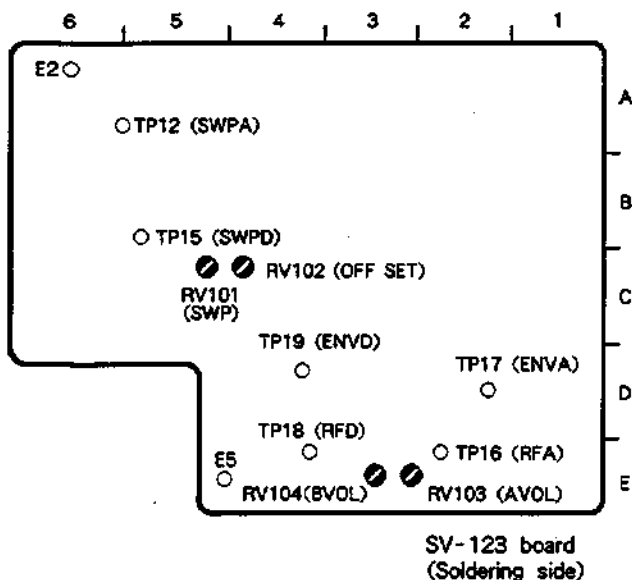 6 5 4 3 2 1
E2
A
TP12 (SWPA)
B
TP15 (SWPD)
RV102 (OFF SET)
RV101
(SWP)
C
TP19 (ENVD)
TP17 (ENVA)
D
TP18 (RFD)
E5
TP16 (RFA)
RV104(BVOL)
RV103 (AVOL)
E
SV-123 board
(Soldering side)